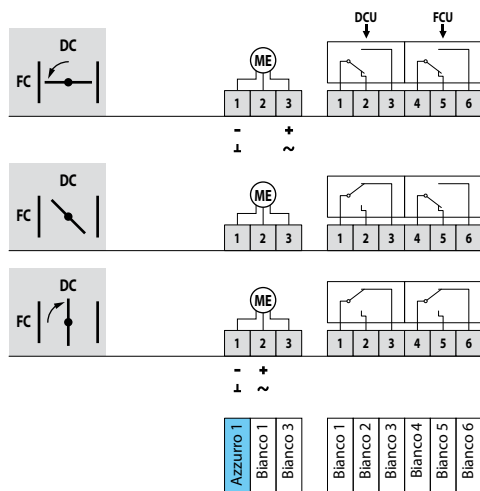 DCU FCU
DC
FC
ME
1 2 3 1 2 3 4 5 6
- +
⊥ ~
DC
FC
ME
1 2 3 1 2 3 4 5 6
DC
FC
ME
1 2 3 1 2 3 4 5 6
- +
⊥ ~
Azzurro 1
Bianco 1
Bianco 3
Bianco 1
Bianco 2
Bianco 3
Bianco 4
Bianco 5
Bianco 6